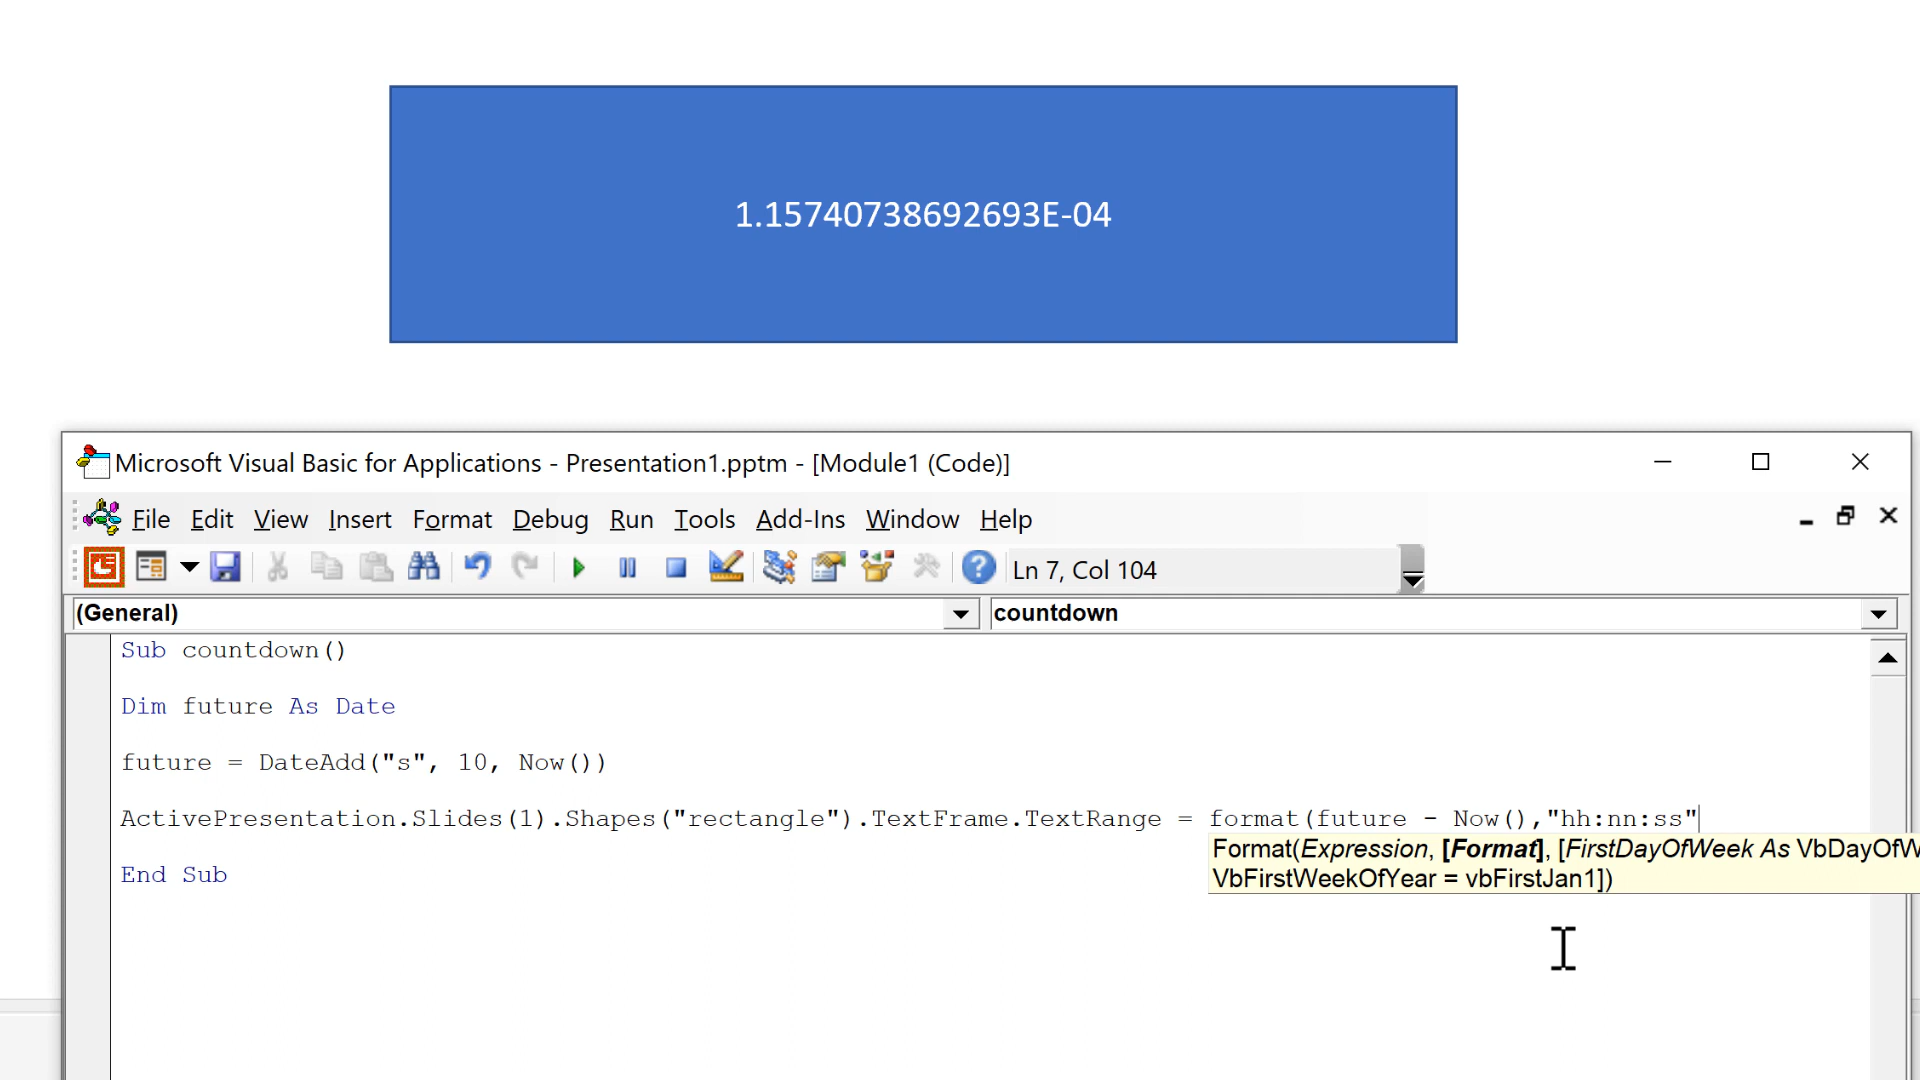 1.15740738692693E-04
Microsoft Visual Basic for Applications - Presentation1.pptm - [Module1 (Code)]
File Edit View Insert Format Debug Run Tools Add-Ins Window Help
Ln 7, Col 104
(General) countdown
Sub countdown()
Dim future As Date
future = DateAdd("s", 10, Now())
ActivePresentation.Slides(1).Shapes("rectangle").TextFrame.TextRange = format(future - Now(),"hh:nn:ss"
Format(Expression, [Format], [FirstDayOfWeek As VbDayOfW
VbFirstWeekOfYear = vbFirstJan1])
End Sub